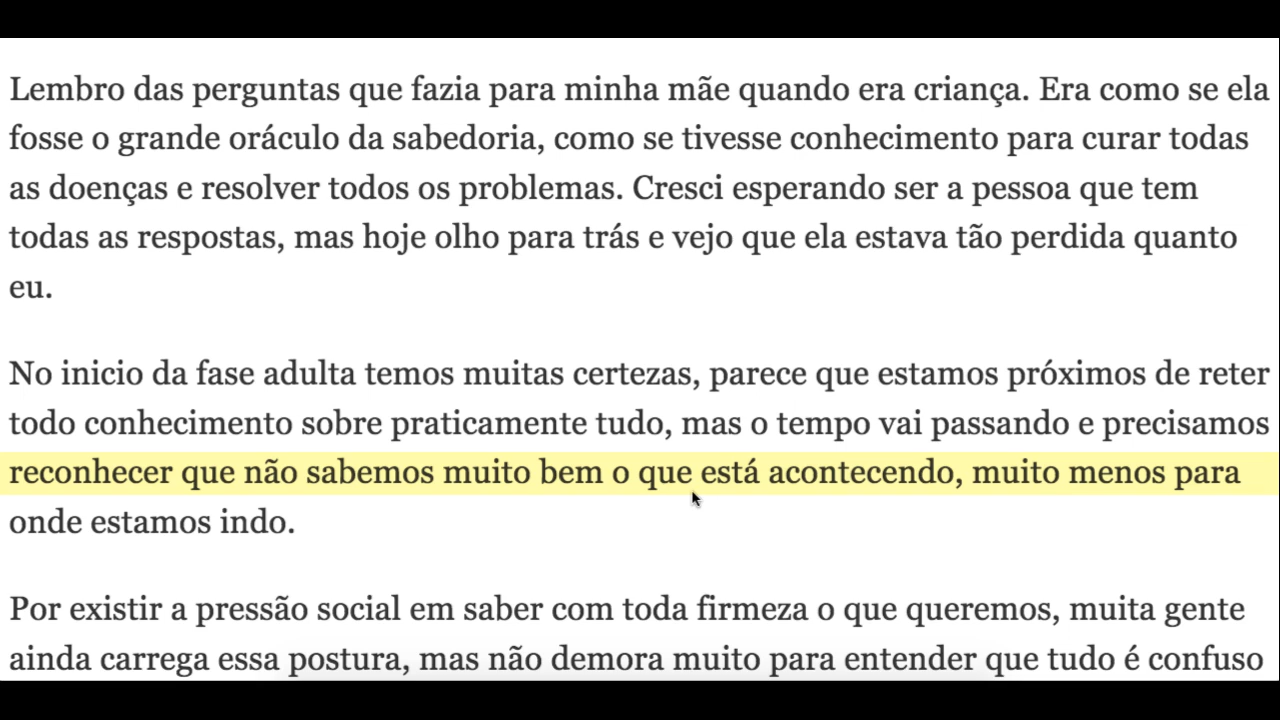 Lembro das perguntas que fazia para minha mãe quando era criança. Era como se ela
fosse o grande oráculo da sabedoria, como se tivesse conhecimento para curar todas
as doenças e resolver todos os problemas. Cresci esperando ser a pessoa que tem
todas as respostas, mas hoje olho para trás e vejo que ela estava tão perdida quanto
eu.
No inicio da fase adulta temos muitas certezas, parece que estamos próximos de reter
todo conhecimento sobre praticamente tudo, mas o tempo vai passando e precisamos
reconhecer que não sabemos muito bem o que está acontecendo, muito menos para
onde estamos indo.
Por existir a pressão social em saber com toda firmeza o que queremos, muita gente
ainda carrega essa postura, mas não demora muito para entender que tudo é confuso